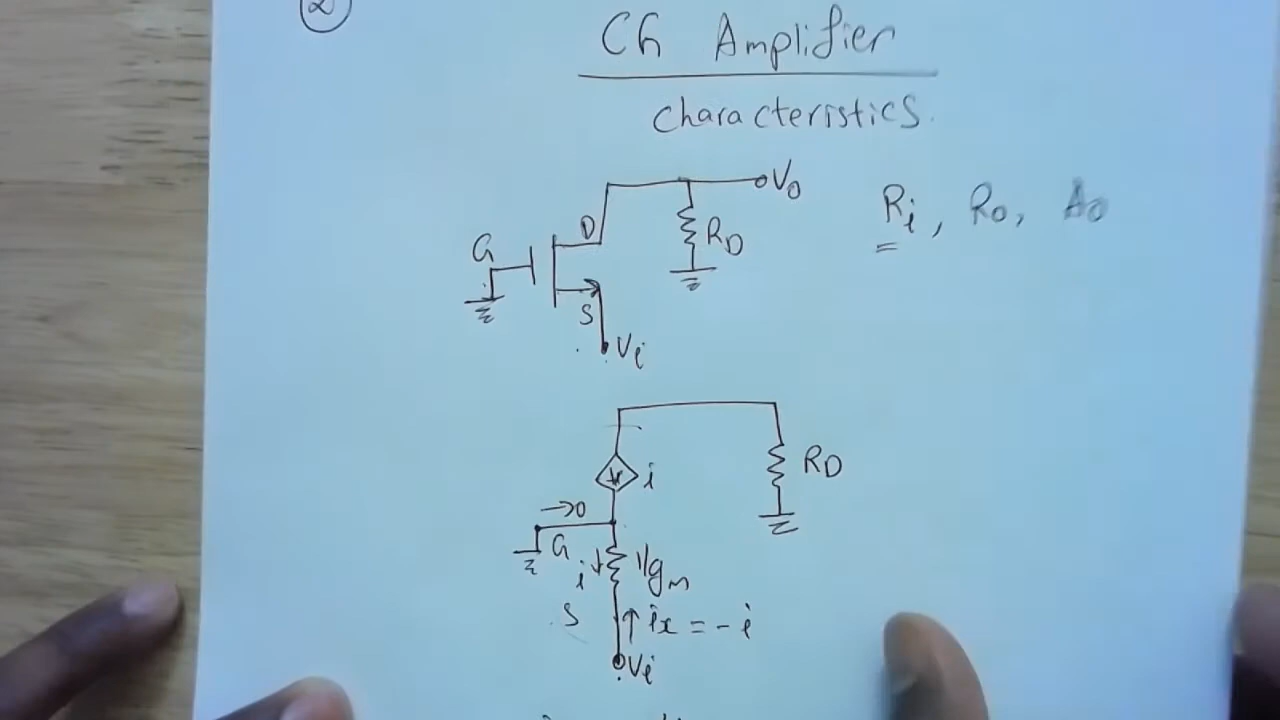 2
CG Amplifier
Characteristics.
Vo
Ri, Ro, Ao
D
RD
G
S
Vi
i
RD
→0
G
i
1/gm
S
ix = -i
Vi